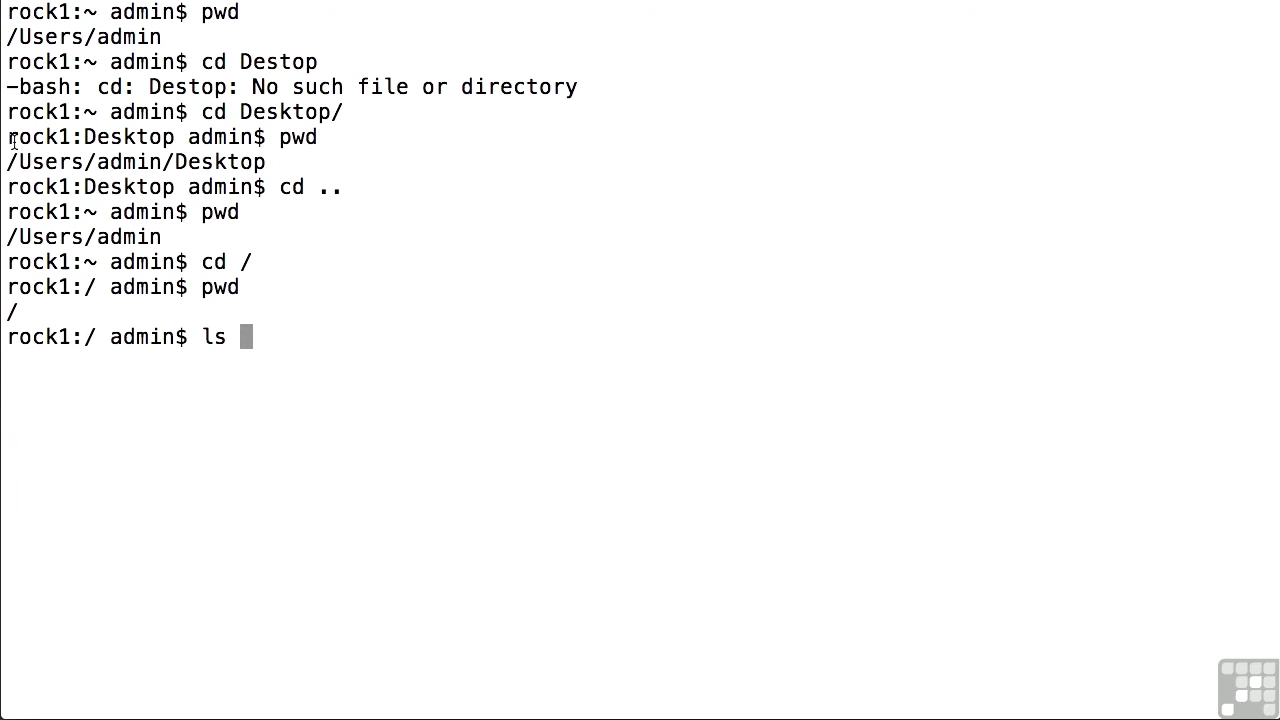 rock1:~ admin$ pwd
/Users/admin
rock1:~ admin$ cd Destop
-bash: cd: Destop: No such file or directory
rock1:~ admin$ cd Desktop/
rock1:Desktop admin$ pwd
/Users/admin/Desktop
rock1:Desktop admin$ cd ..
rock1:~ admin$ pwd
/Users/admin
rock1:~ admin$ cd /
rock1:/ admin$ pwd
/
rock1:/ admin$ ls